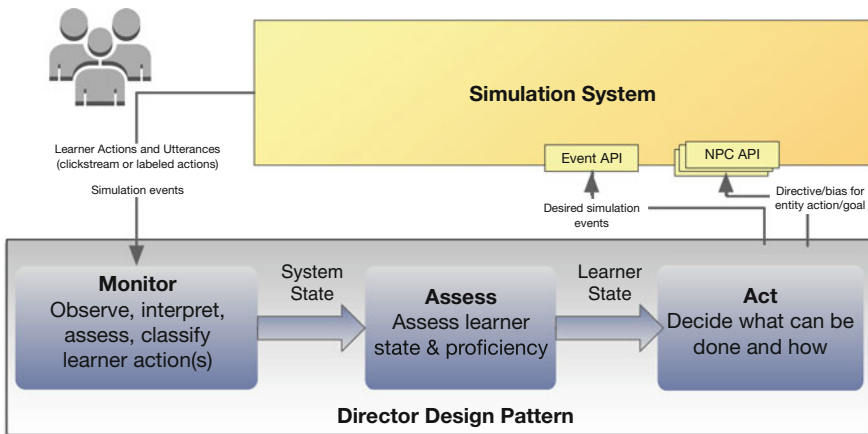 Simulation System
Event API
NPC API
Learner Actions and Utterances
(clickstream or labeled actions)
Simulation events
Desired simulation
events
Directive/bias for
entity action/goal
Monitor
Observe, interpret,
assess, classify
learner action(s)
System
State
Assess
Assess learner
state & proficiency
Learner
State
Act
Decide what can be
done and how
Director Design Pattern